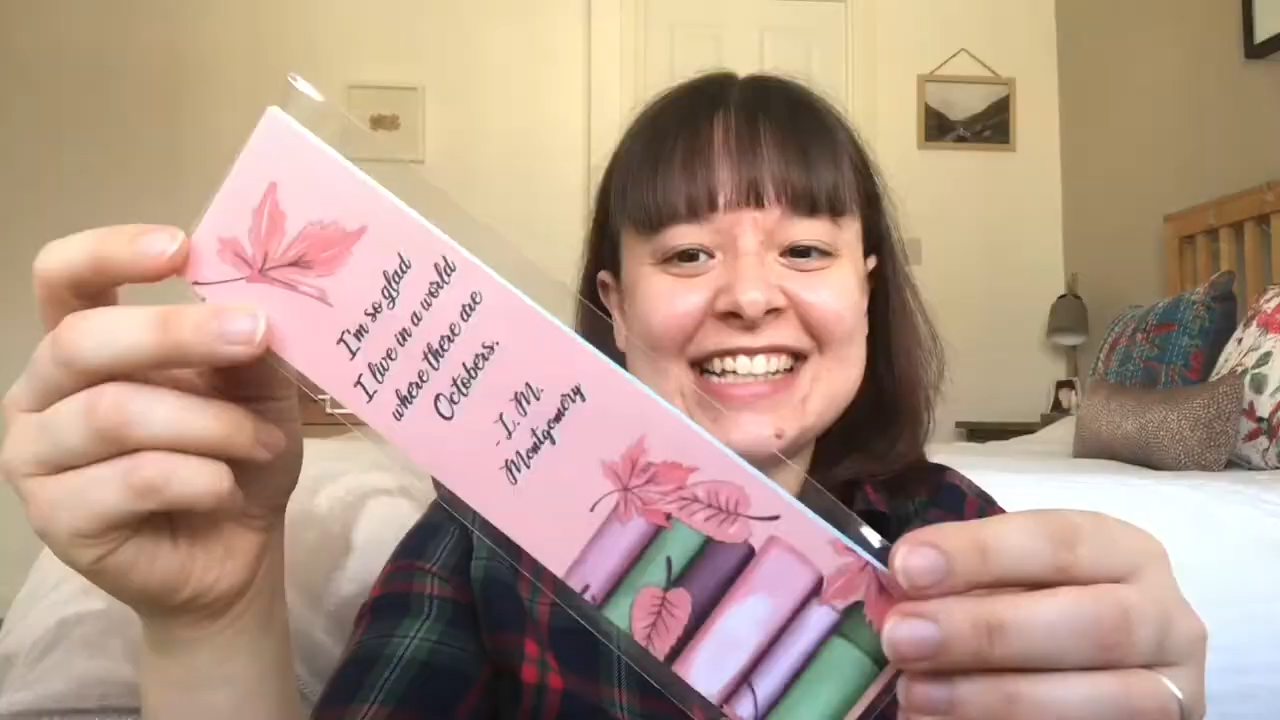 I'm so glad
I live in a world
where there are
Octobers.
- L. M.
Montgomery